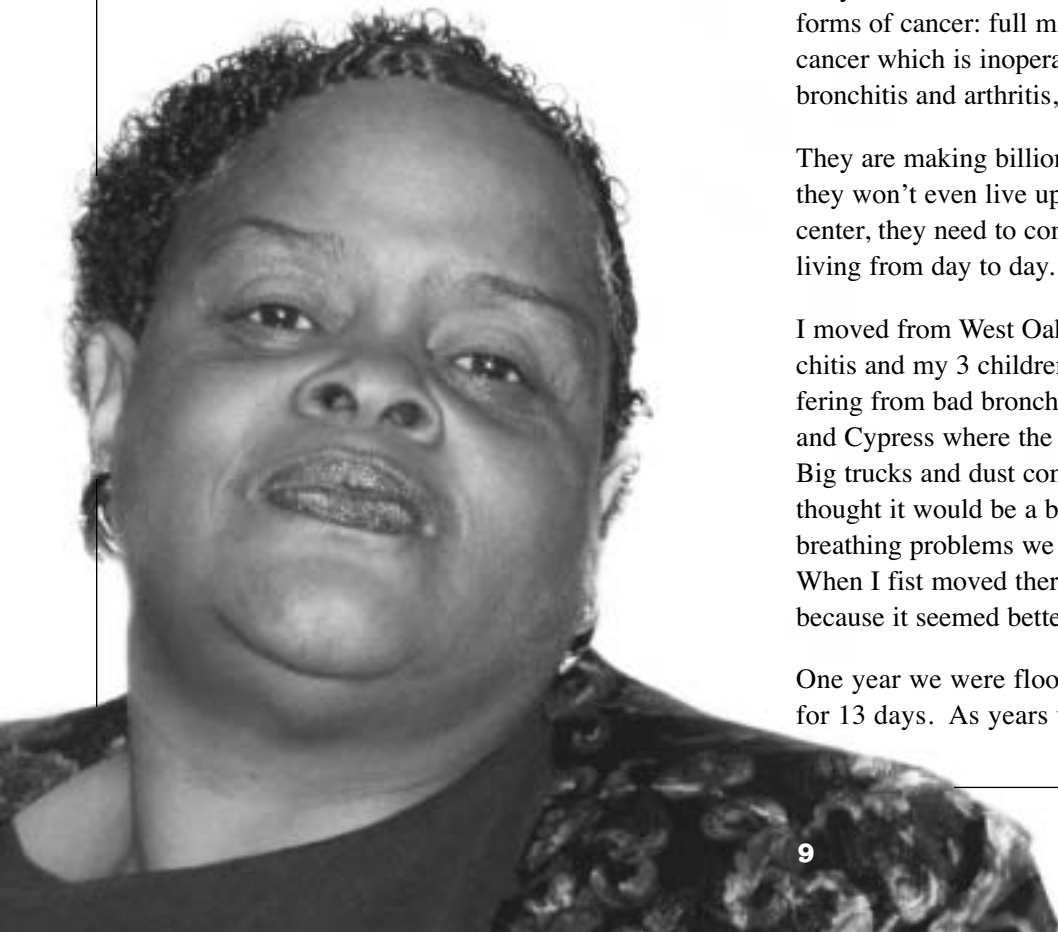 forms of cancer: full m
cancer which is inopera
bronchitis and arthritis,
They are making billion
they won't even live up
center, they need to con
living from day to day.
I moved from West Oak
chitis and my 3 children
fering from bad bronch
and Cypress where the
Big trucks and dust con
thought it would be a b
breathing problems we
When I fist moved ther
because it seemed bette
One year we were floo
for 13 days. As years
9